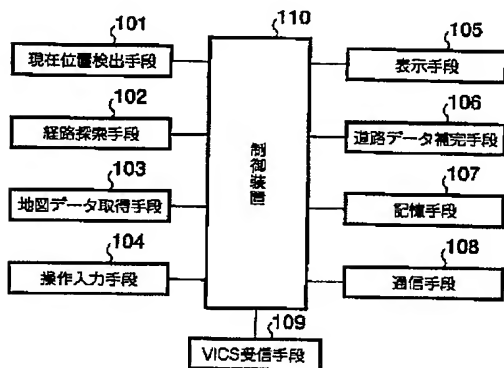 101
現在位置検出手段
102
経路探索手段
103
地図データ取得手段
104
操作入力手段
110
制御装置
105
表示手段
106
道路データ補完手段
107
記憶手段
108
通信手段
109
VICS受信手段